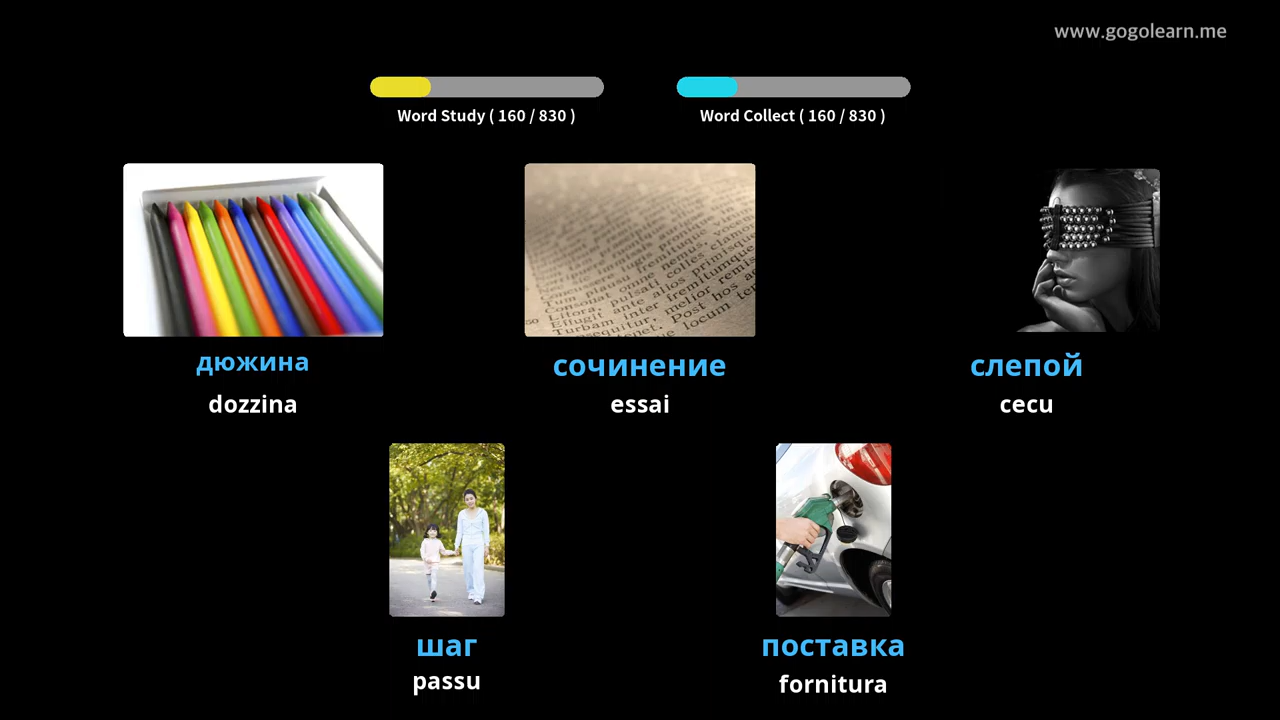 www.gogolearn.me
Word Study ( 160 / 830 )
Word Collect ( 160 / 830 )
дюжина
dozzina
сочинение
essai
слепой
cecu
шаг
passu
поставка
fornitura